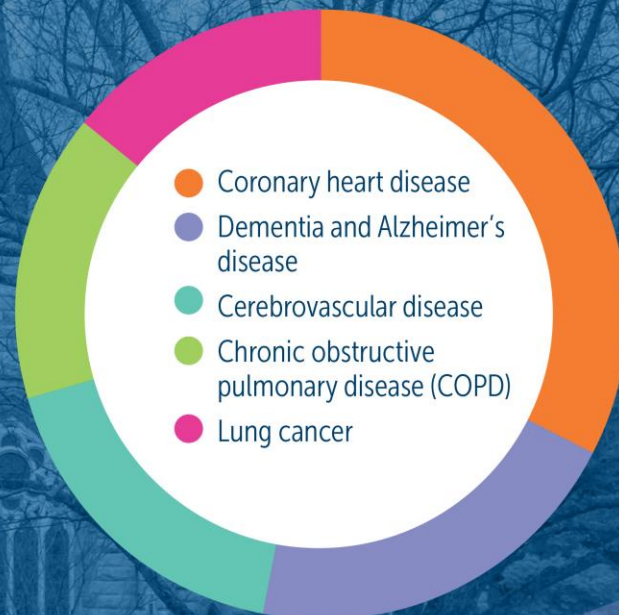 Coronary heart disease
Dementia and Alzheimer’s
disease
Cerebrovascular disease
Chronic obstructive
pulmonary disease (COPD)
Lung cancer